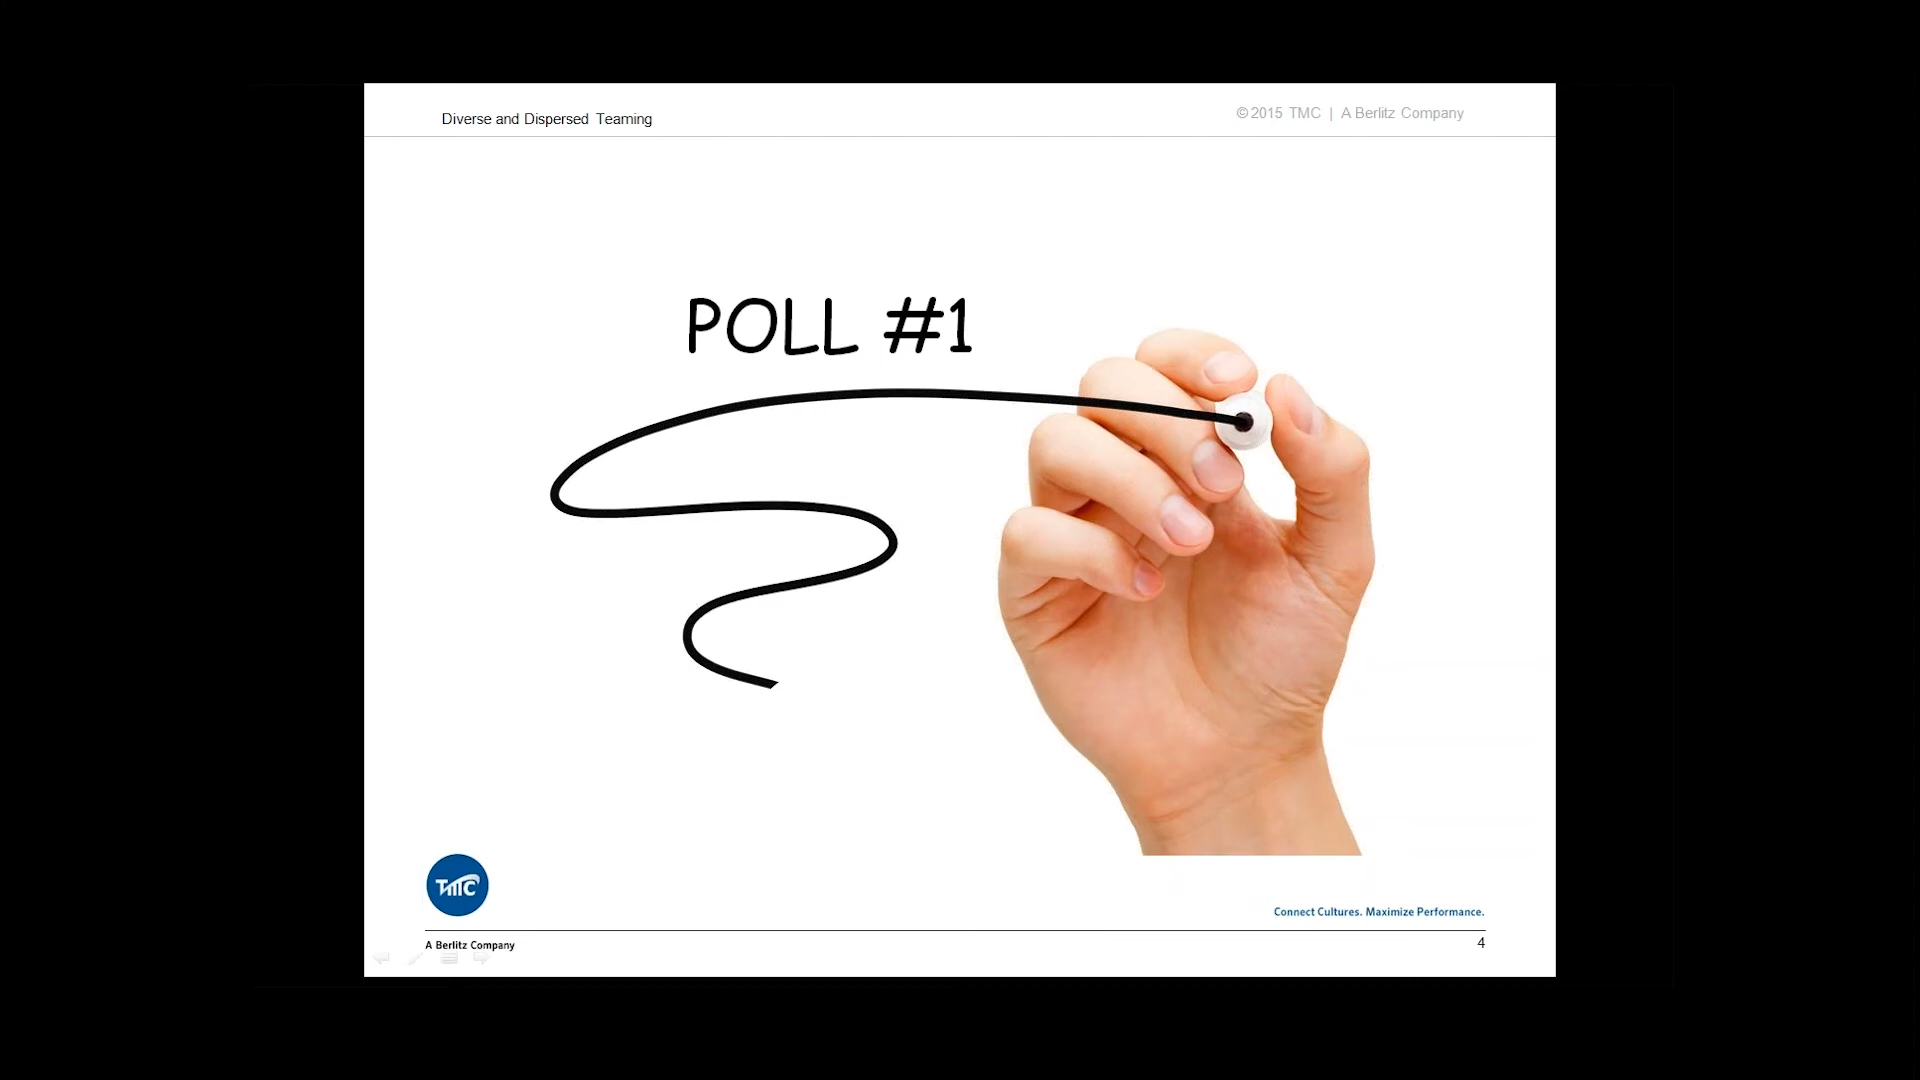 Diverse and Dispersed Teaming
©2015 TMC | A Berlitz Company
POLL #1
TMC
Connect Cultures. Maximize Performance.
A Berlitz Company
4